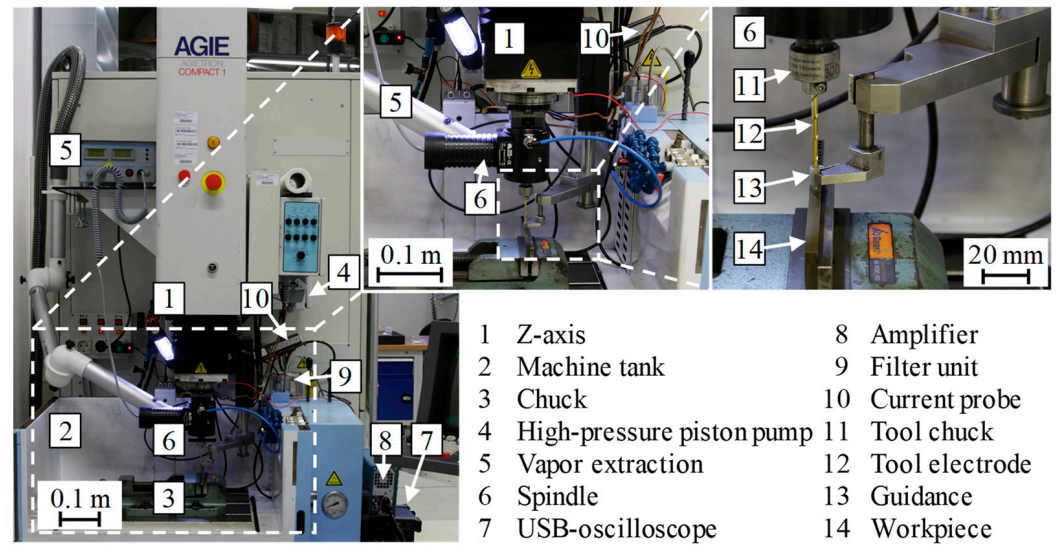 AGIE
AGIETRON
COMPACT 1
5
1
10
4
9
2
6
8
7
3
0.1 m
1
10
5
6
0.1 m
6
11
12
13
14
20 mm
1 Z-axis
2 Machine tank
3 Chuck
4 High-pressure piston pump
5 Vapor extraction
6 Spindle
7 USB-oscilloscope
8 Amplifier
9 Filter unit
10 Current probe
11 Tool chuck
12 Tool electrode
13 Guidance
14 Workpiece